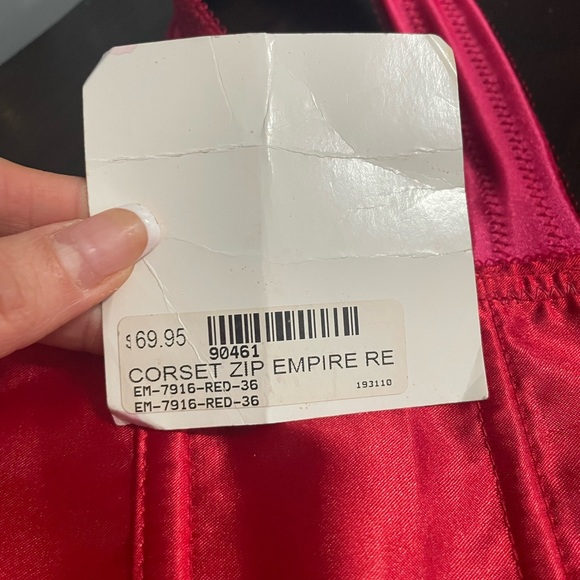 $69.95
90461
CORSET ZIP EMPIRE RE
EM-7916-RED-36 193110
EM-7916-RED-36